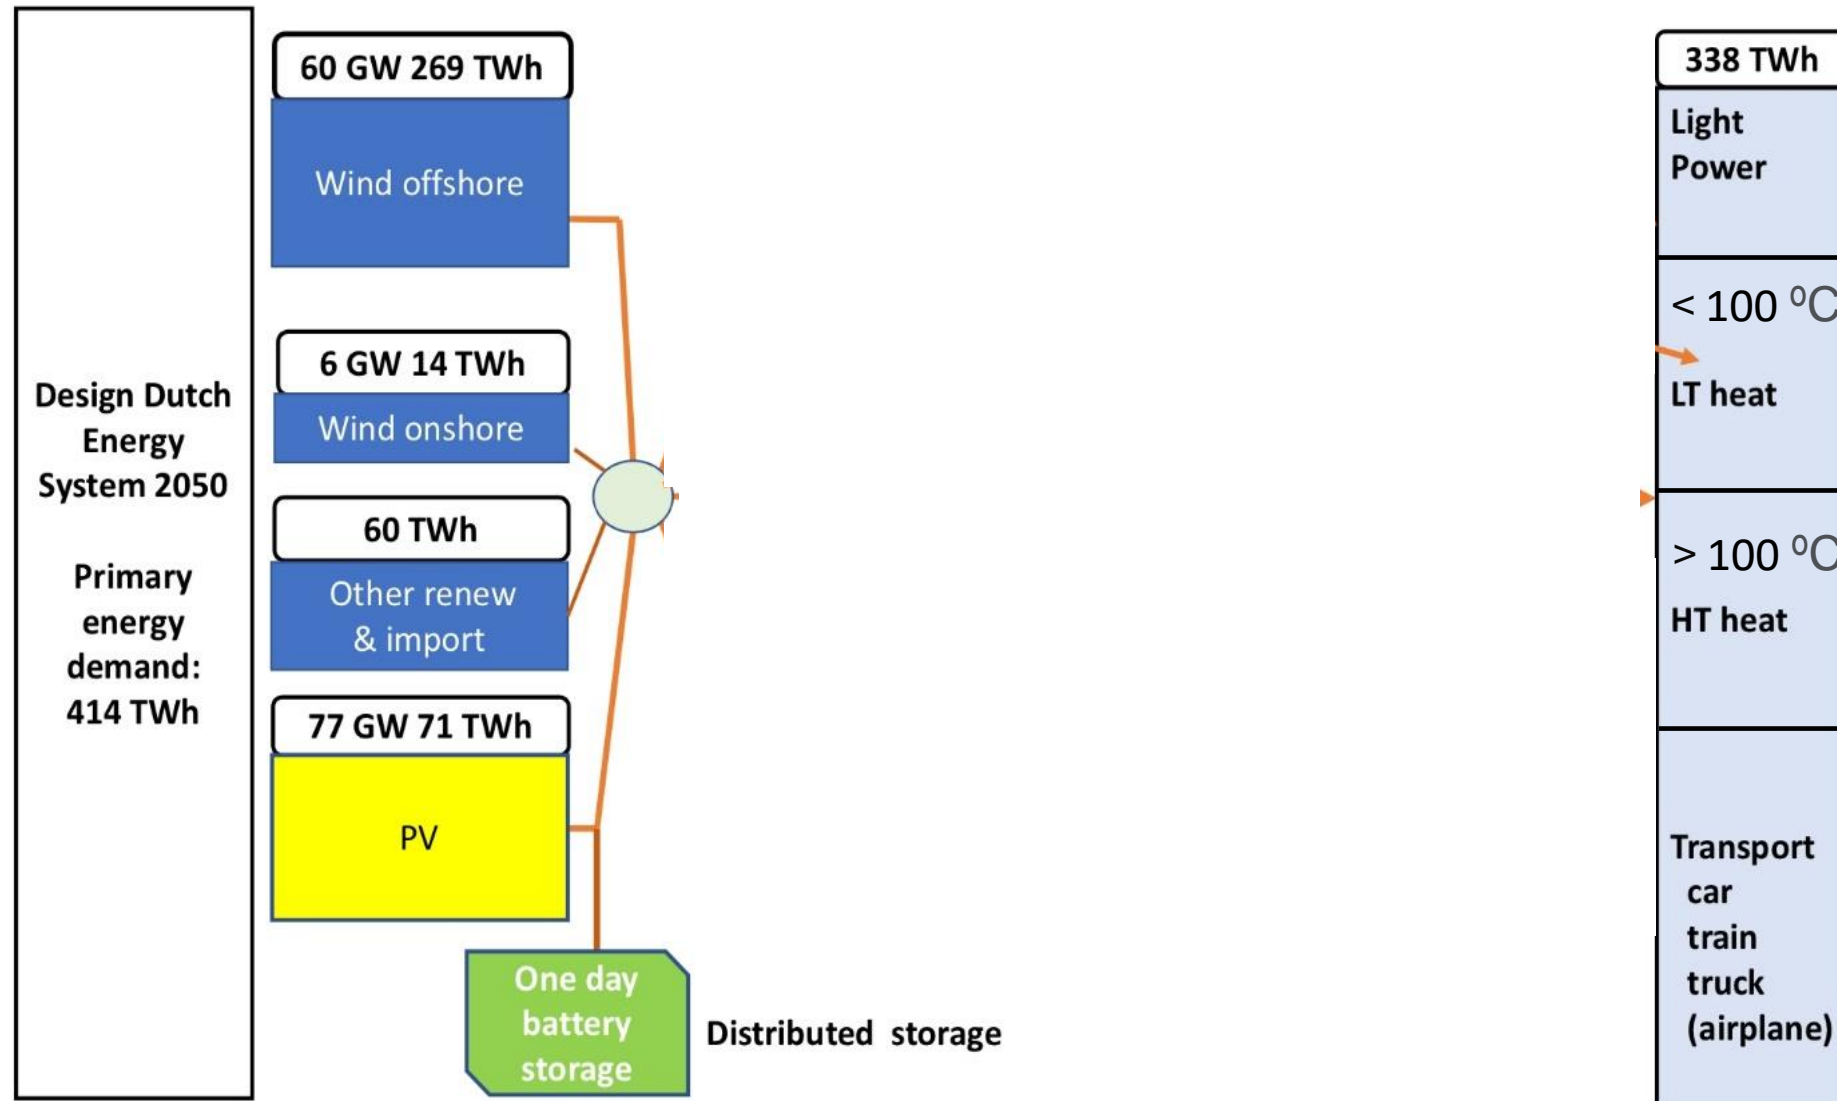 Design Dutch
Energy
System 2050
Primary
energy
demand:
414 TWh
60 GW 269 TWh
Wind offshore
6 GW 14 TWh
Wind onshore
60 TWh
Other renew
& import
77 GW 71 TWh
PV
One day
battery
storage
Distributed storage
338 TWh
Light
Power
< 100 ⁰C
LT heat
> 100 ⁰C
HT heat
Transport
car
train
truck
(airplane)